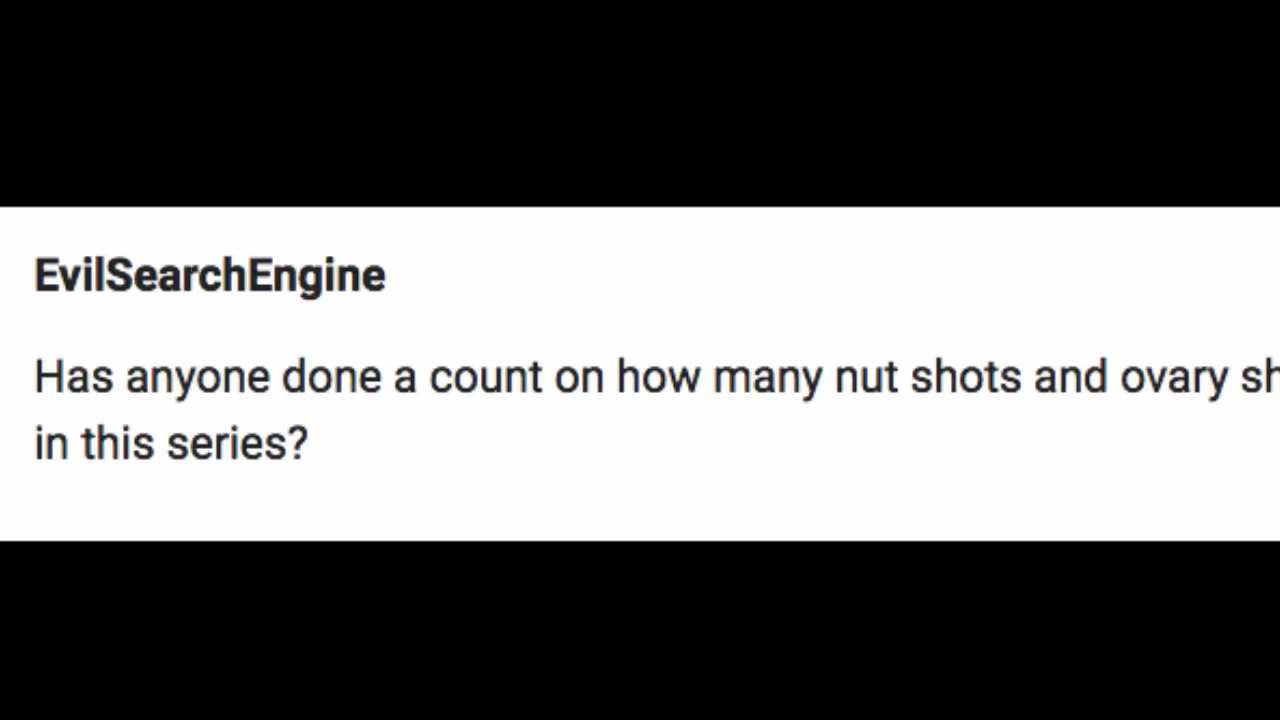 EvilSearchEngine
Has anyone done a count on how many nut shots and ovary
in this series?